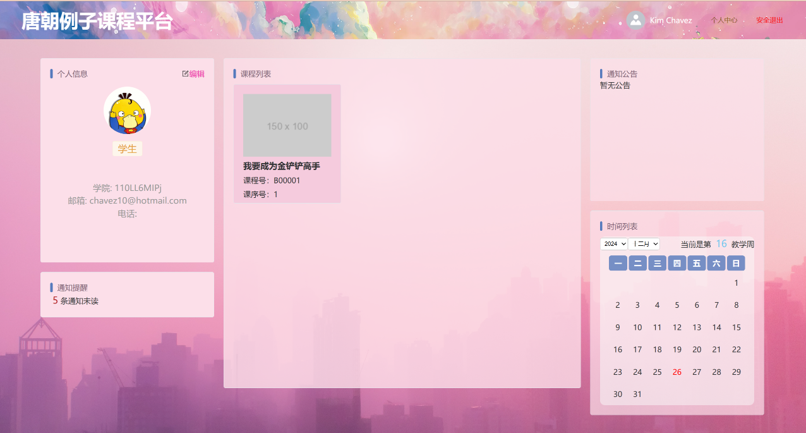 唐朝例子课程平台
Kim Chavez 个人中心 安全退出
个人信息 编辑
学生
学院: 110LL6MIPj
邮箱: chavez10@hotmail.com
电话:
通知提醒
5 条通知未读
课程列表
150 x 100
我要成为金铲铲高手
课程号: B00001
课序号: 1
通知公告
暂无公告
时间列表
2024 十二月 当前是第 16 教学周
一 二 三 四 五 六 日
1
2 3 4 5 6 7 8
9 10 11 12 13 14 15
16 17 18 19 20 21 22
23 24 25 26 27 28 29
30 31